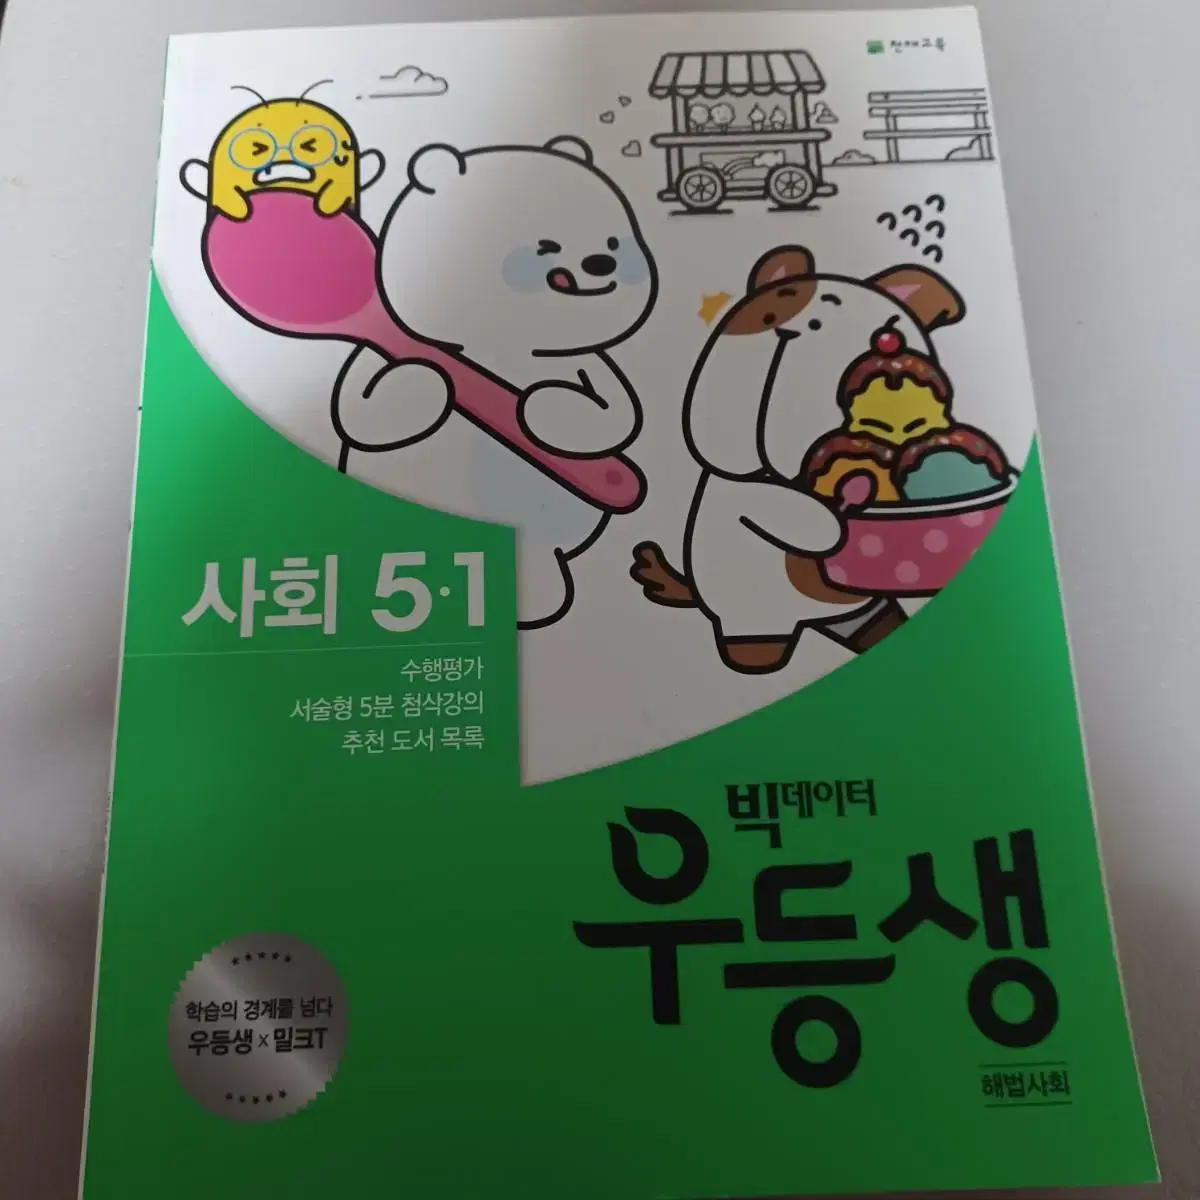 천재교육
사회 5·1
수행평가
서술형 5분 첨삭강의
추천 도서 목록
빅데이터
우등생
해법사회
학습의 경계를 넘다
우등생 x 밀크T